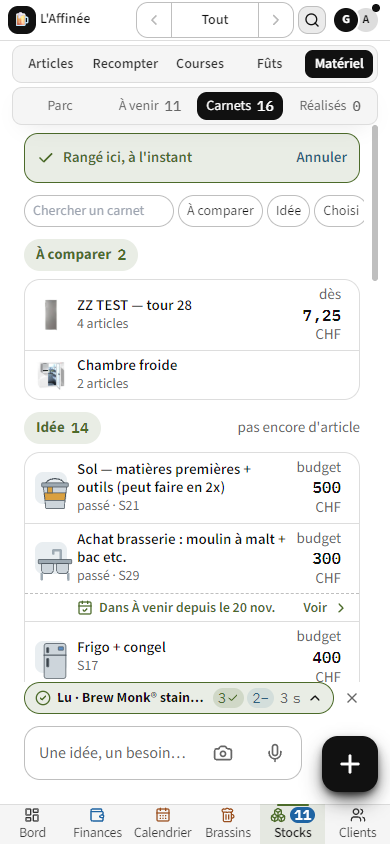 L'Affinée
Tout
G
A
Articles Recompter Courses Fûts Matériel
Parc À venir 11 Carnets 16 Réalisés 0
Rangé ici, à l'instant Annuler
Chercher un carnet À comparer Idée Choisi
À comparer 2
ZZ TEST — tour 28
4 articles
dès
7,25
CHF
Chambre froide
2 articles
Idée 14 pas encore d'article
Sol — matières premières +
outils (peut faire en 2x)
passé · S21
budget
500
CHF
Achat brasserie : moulin à malt +
bac etc.
passé · S29
budget
300
CHF
Dans À venir depuis le 20 nov. Voir
Frigo + congel
S17
budget
400
CHF
Lu · Brew Monk® stain… 3✓ 2− 3 s
Une idée, un besoin…
Bord Finances Calendrier Brassins Stocks 11 Clients